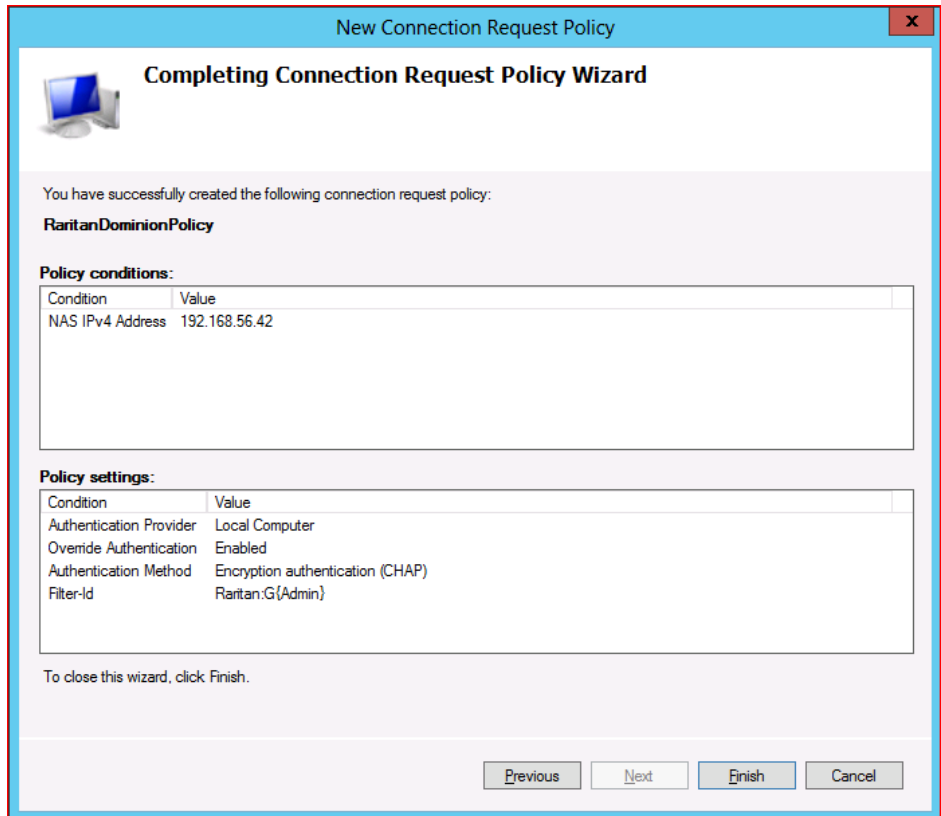 New Connection Request Policy
x
Completing Connection Request Policy Wizard
You have successfully created the following connection request policy:
RaritanDominionPolicy
Policy conditions:
Condition Value
NAS IPv4 Address 192.168.56.42
Policy settings:
Condition Value
Authentication Provider Local Computer
Override Authentication Enabled
Authentication Method Encryption authentication (CHAP)
Filter-Id Raritan:G{Admin}
To close this wizard, click Finish.
Previous Next Finish Cancel